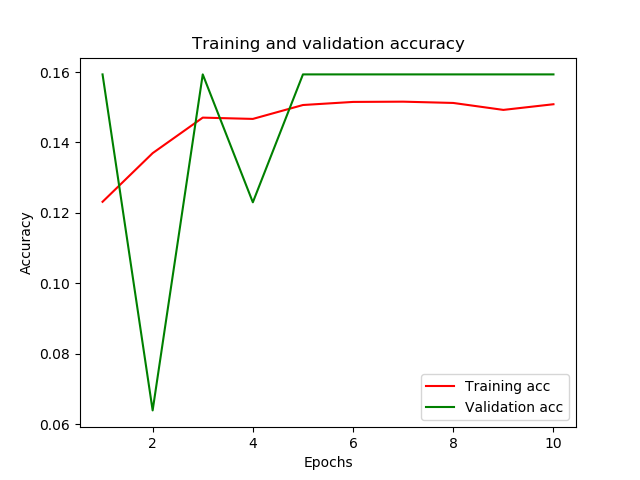 Training and validation accuracy
0.16
0.14
0.12
0.10
0.08
0.06
Accuracy
2 4 6 8 10
Epochs
Training acc
Validation acc